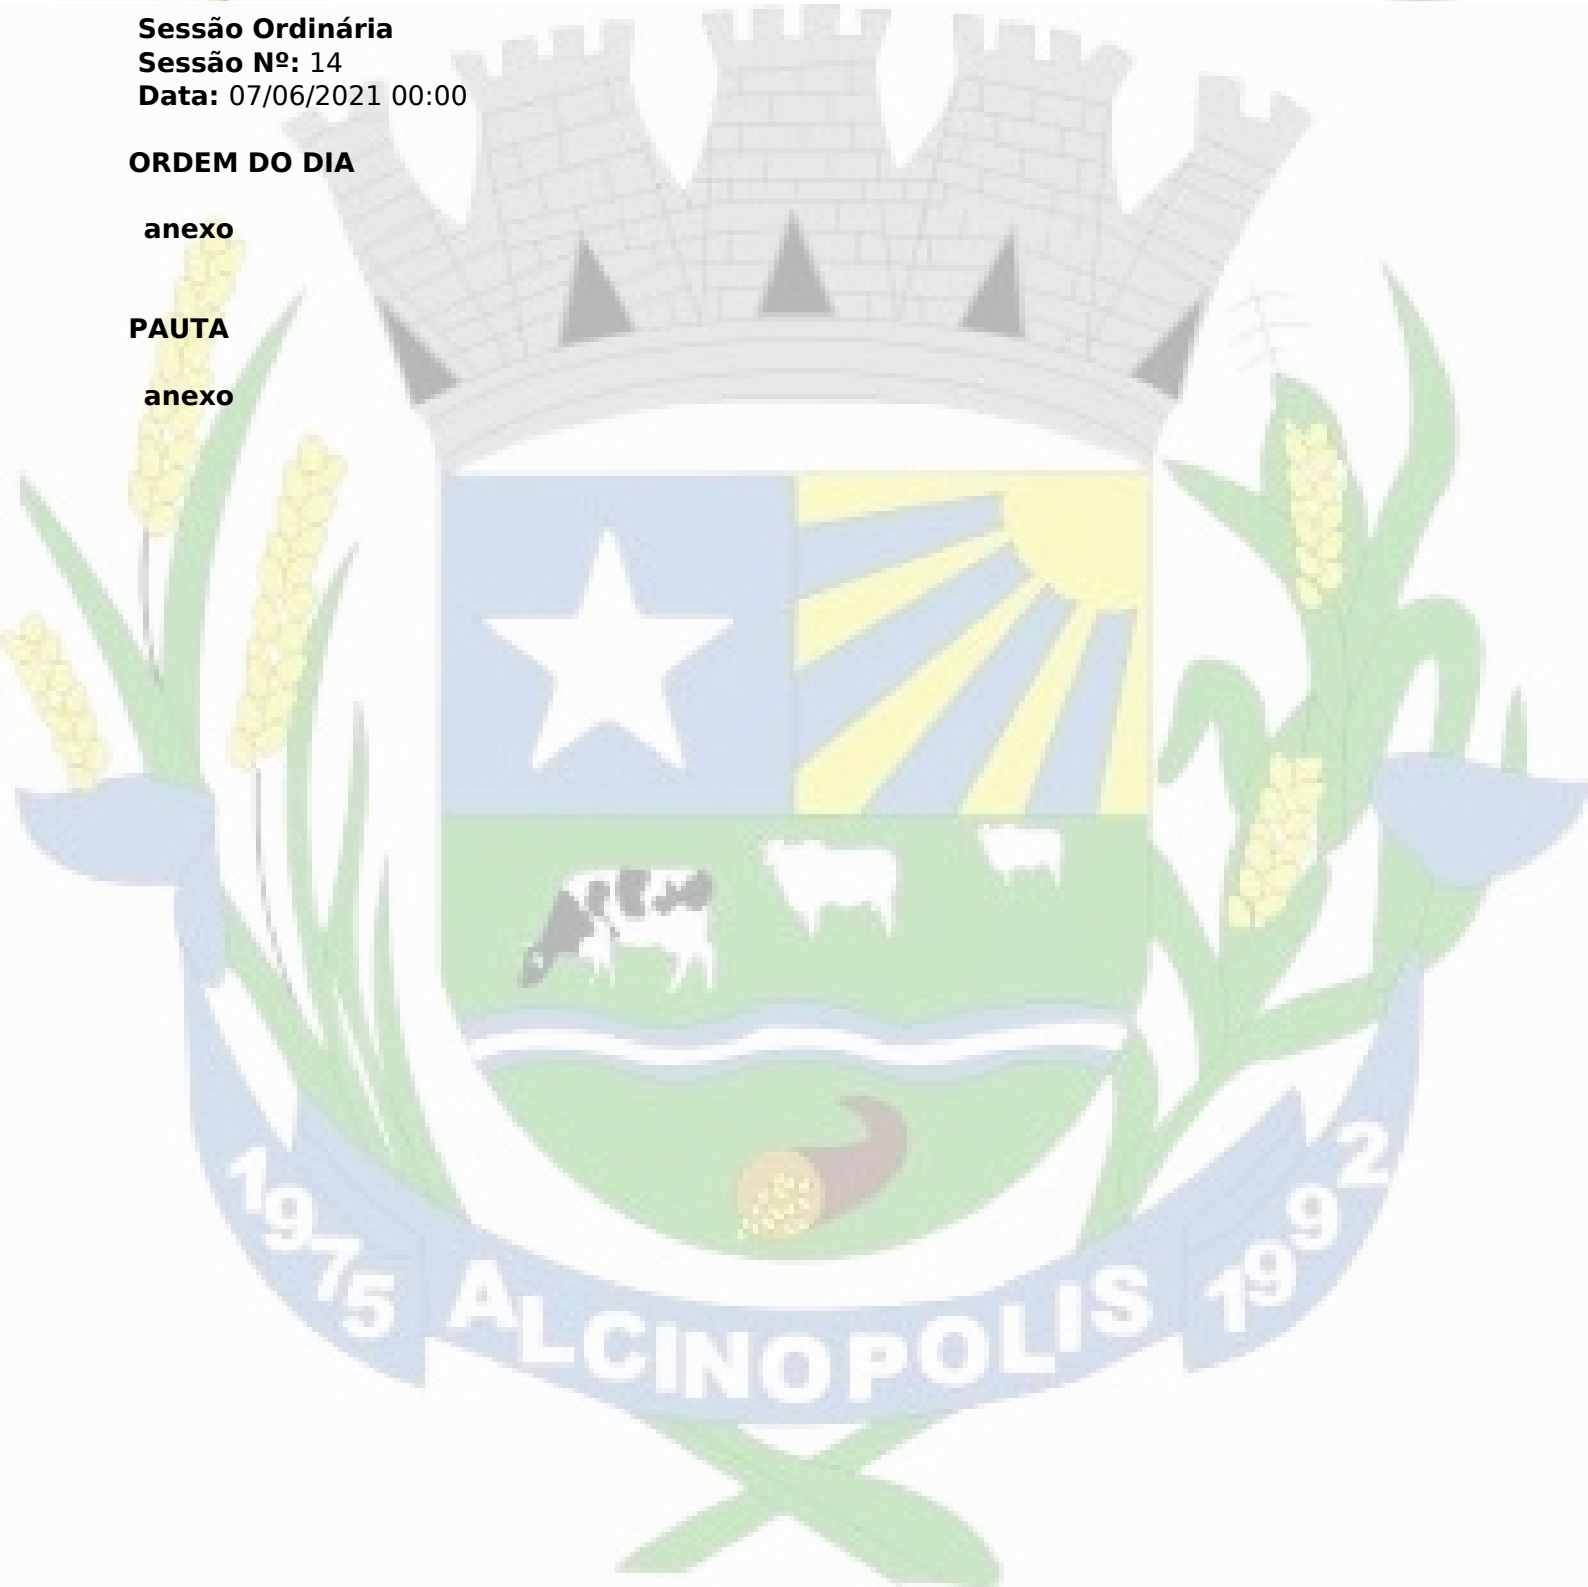 Sessão Ordinária
Sessão Nº: 14
Data: 07/06/2021 00:00
ORDEM DO DIA
anexo
PAUTA
anexo
1975 ALCINOPOLIS 1992